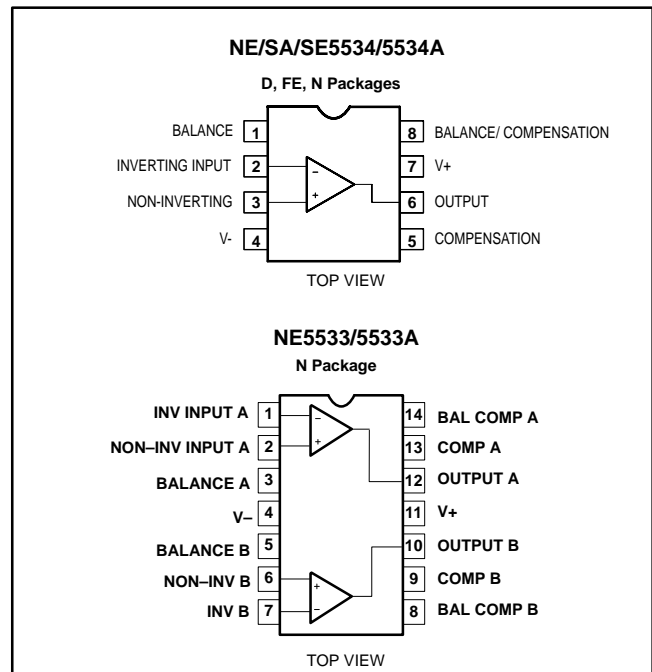 NE/SA/SE5534/5534A
D, FE, N Packages
BALANCE 1 8 BALANCE/ COMPENSATION
INVERTING INPUT 2 − 7 V+
NON-INVERTING 3 + 6 OUTPUT
V- 4 5 COMPENSATION
TOP VIEW
NE5533/5533A
N Package
INV INPUT A 1 − 14 BAL COMP A
NON–INV INPUT A 2 + 13 COMP A
BALANCE A 3 12 OUTPUT A
V– 4 11 V+
BALANCE B 5 10 OUTPUT B
NON–INV B 6 + 9 COMP B
INV B 7 − 8 BAL COMP B
TOP VIEW